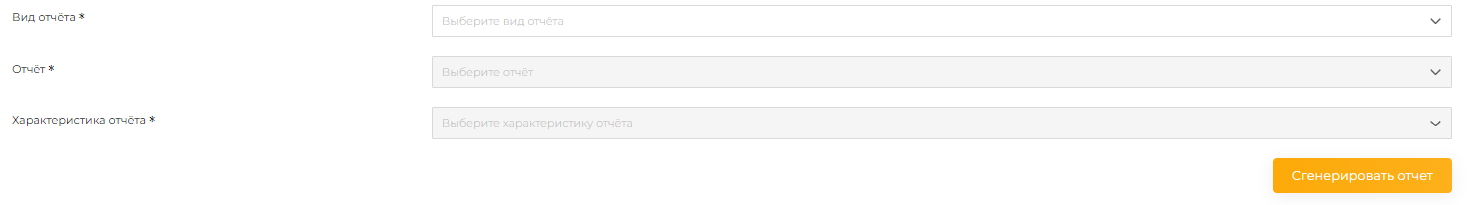 Вид отчёта *
Выберите вид отчёта
Отчёт *
Выберите отчёт
Характеристика отчёта *
Выберите характеристику отчёта
Сгенерировать отчет